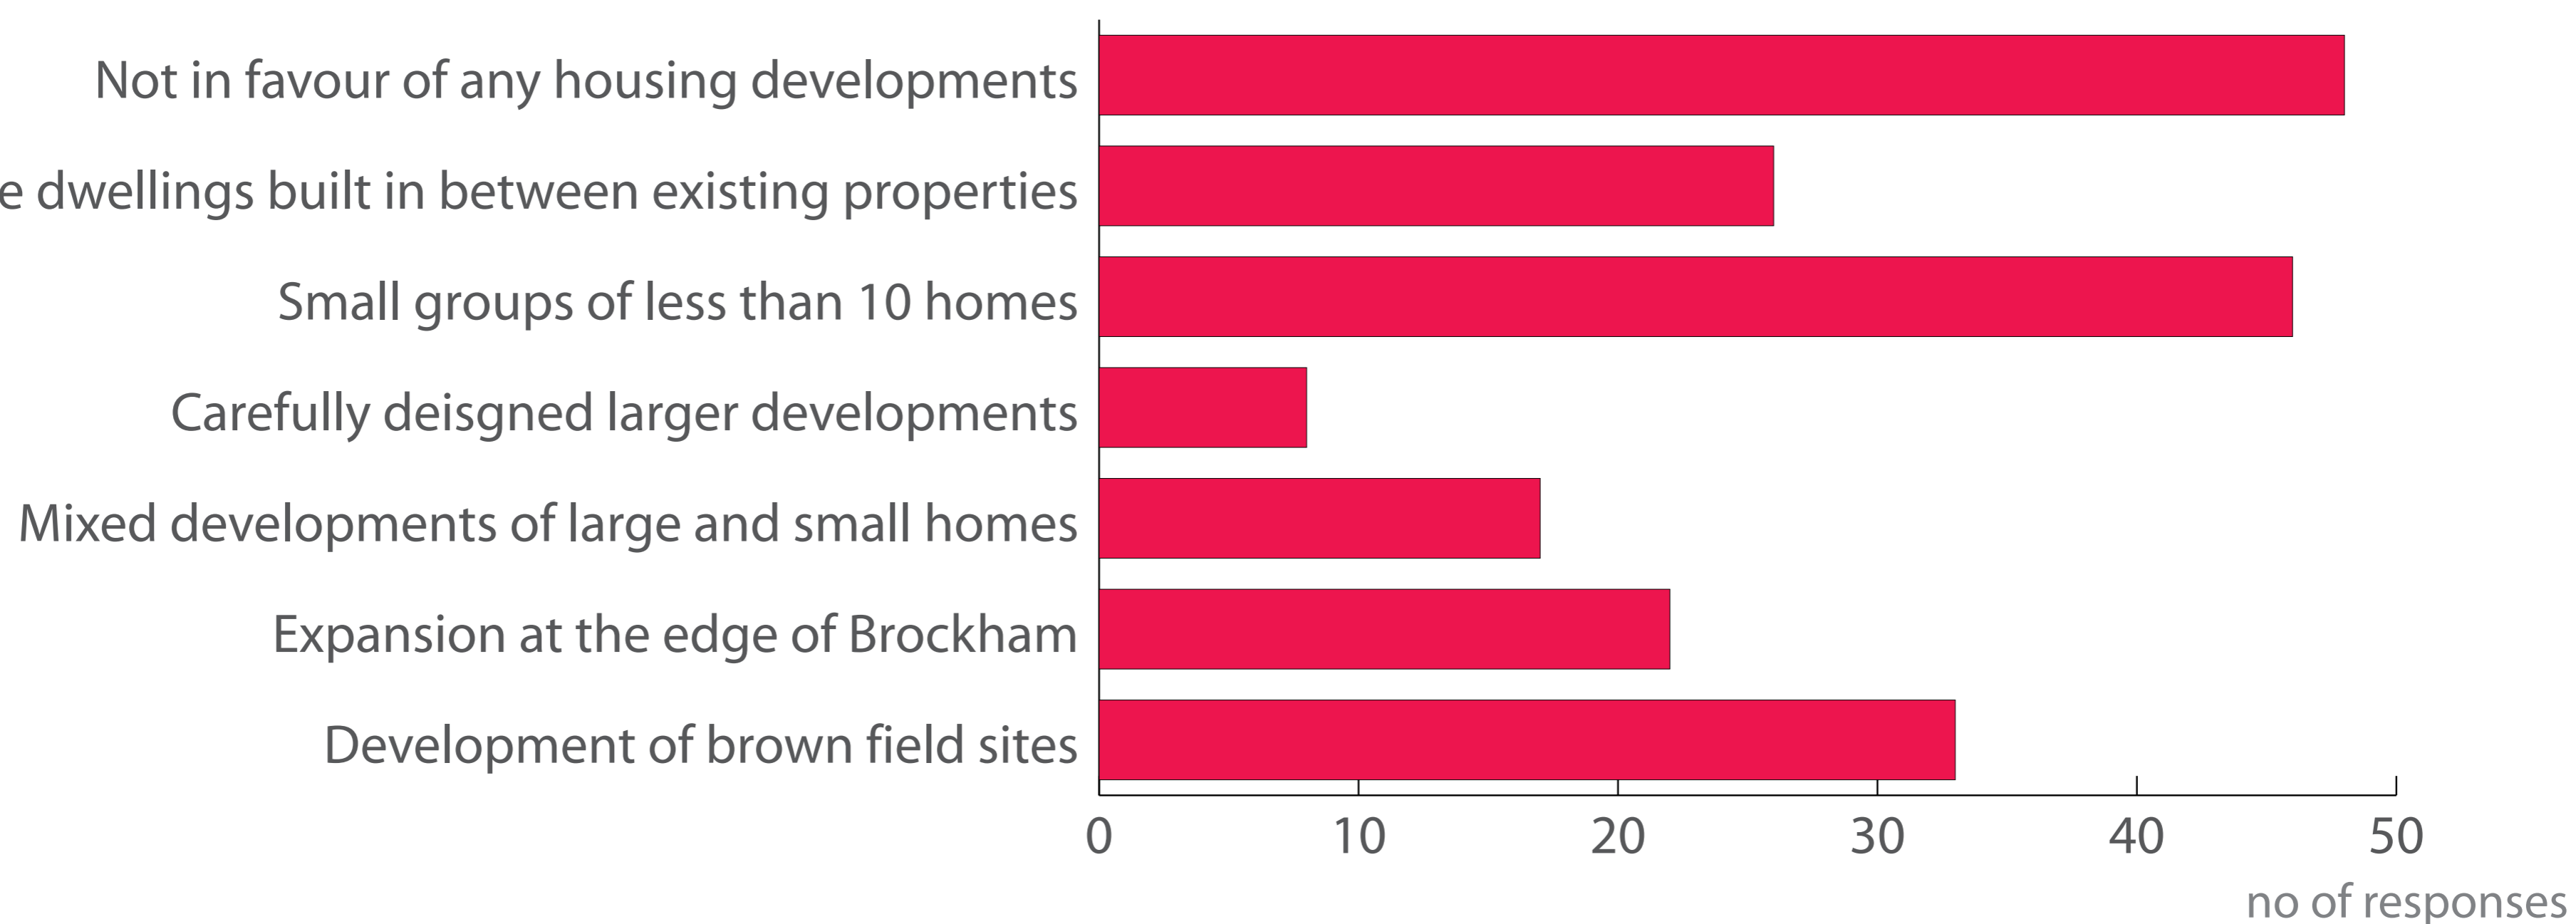 Not in favour of any housing developments
e dwellings built in between existing properties
Small groups of less than 10 homes
Carefully deisgned larger developments
Mixed developments of large and small homes
Expansion at the edge of Brockham
Development of brown field sites
0 10 20 30 40 50
no of responses